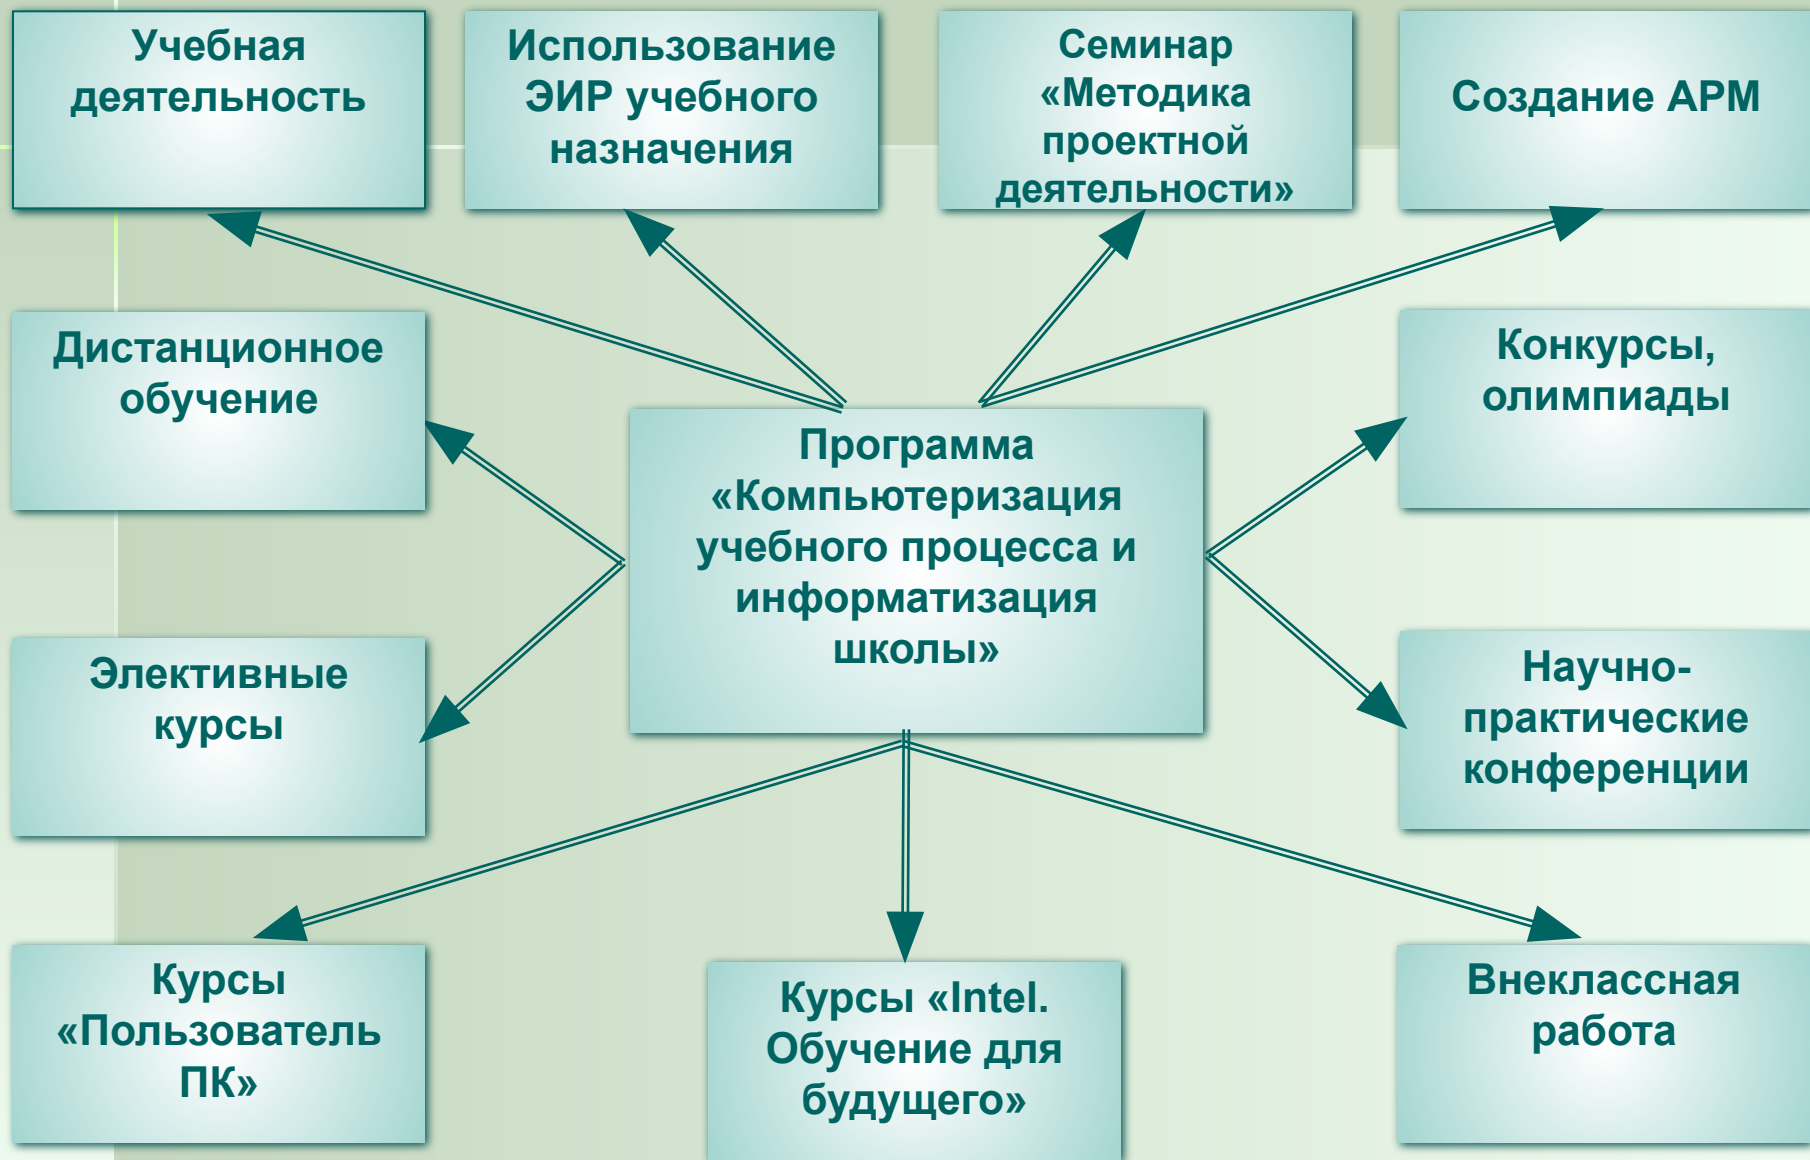 Учебная
деятельность
Использование
ЭИР учебного
назначения
Семинар
«Методика
проектной
деятельности»
Создание АРМ
Дистанционное
обучение
Конкурсы,
олимпиады
Программа
«Компьютеризация
учебного процесса и
информатизация
школы»
Элективные
курсы
Научно-
практические
конференции
Курсы
«Пользователь
ПК»
Курсы «Intel.
Обучение для
будущего»
Внеклассная
работа